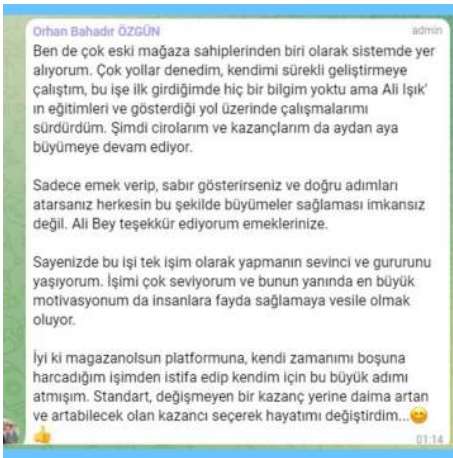 Orhan Bahadır ÖZGÜN admin
Ben de çok eski mağaza sahiplerinden biri olarak sistemde yer
alıyorum. Çok yollar denedim, kendimi sürekli geliştirmeye
çalıştım, bu işe ilk girdiğimde hiç bir bilgim yoktu ama Ali Işık'
ın eğitimleri ve gösterdiği yol üzerinde çalışmalarımı
sürdürdüm. Şimdi cirolarım ve kazançlarım da aydan aya
büyümeye devam ediyor.
Sadece emek verip, sabır gösterirseniz ve doğru adımları
atarsanız herkesin bu şekilde büyümeler sağlaması imkansız
değil. Ali Bey teşekkür ediyorum emeklerinize.
Sayenizde bu işi tek işim olarak yapmanın sevinci ve gururunu
yaşıyorum. İşimi çok seviyorum ve bunun yanında en büyük
motivasyonum da insanlara fayda sağlamaya vesile olmak
oluyor.
İyi ki magazanolsun platformuna, kendi zamanımı boşuna
harcadığım işimden istifa edip kendim için bu büyük adımı
atmışım. Standart, değişmeyen bir kazanç yerine daima artan
ve artabilecek olan kazancı seçerek hayatımı değiştirdim...😊
👍 01:14